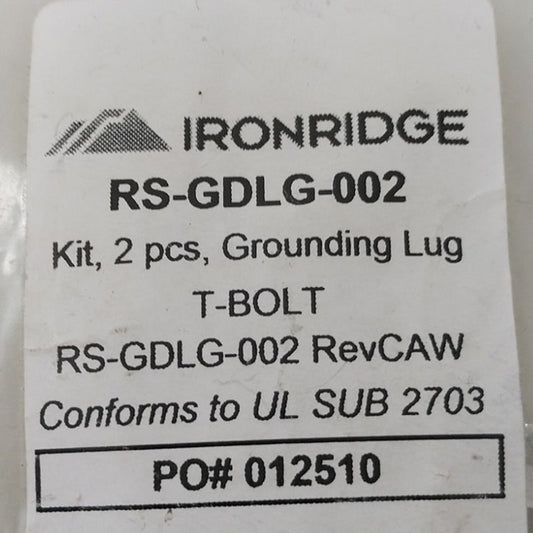 IRONRIDGE
RS-GDLG-002
Kit, 2 pcs, Grounding Lug
T-BOLT
RS-GDLG-002 RevCAW
Conforms to UL SUB 2703
PO# 012510